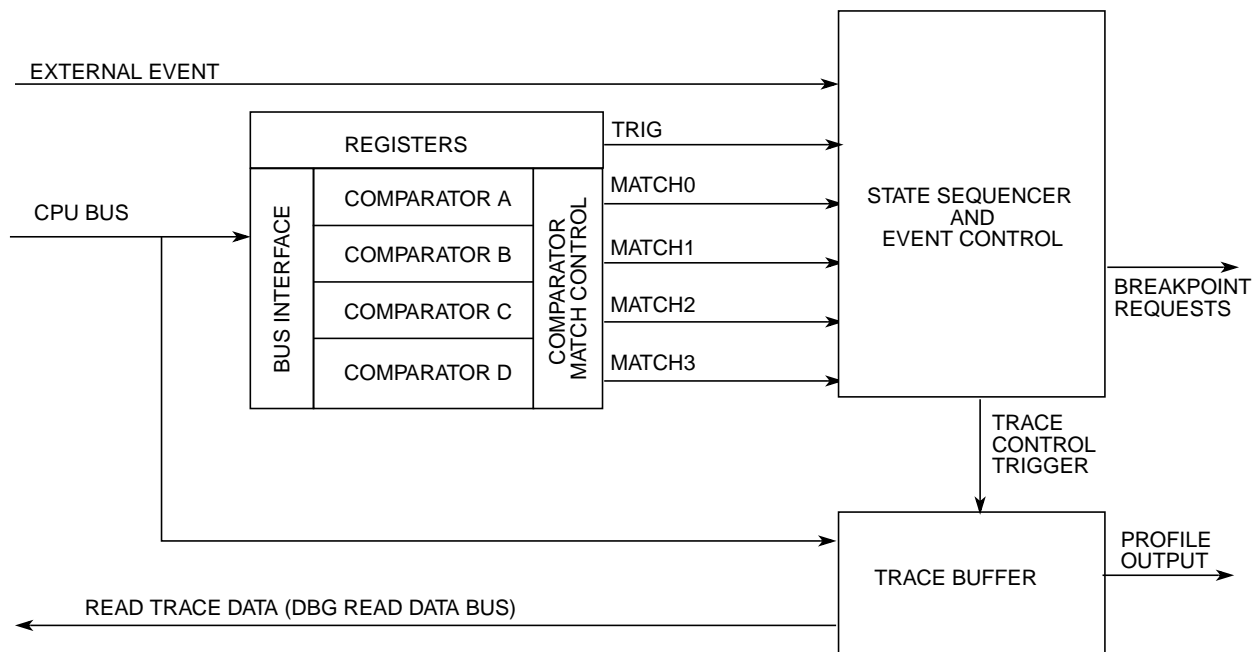 EXTERNAL EVENT
REGISTERS
TRIG
CPU BUS
BUS INTERFACE
COMPARATOR A
COMPARATOR B
COMPARATOR C
COMPARATOR D
COMPARATOR
MATCH CONTROL
MATCH0
MATCH1
MATCH2
MATCH3
STATE SEQUENCER
AND
EVENT CONTROL
BREAKPOINT
REQUESTS
TRACE
CONTROL
TRIGGER
TRACE BUFFER
PROFILE
OUTPUT
READ TRACE DATA (DBG READ DATA BUS)